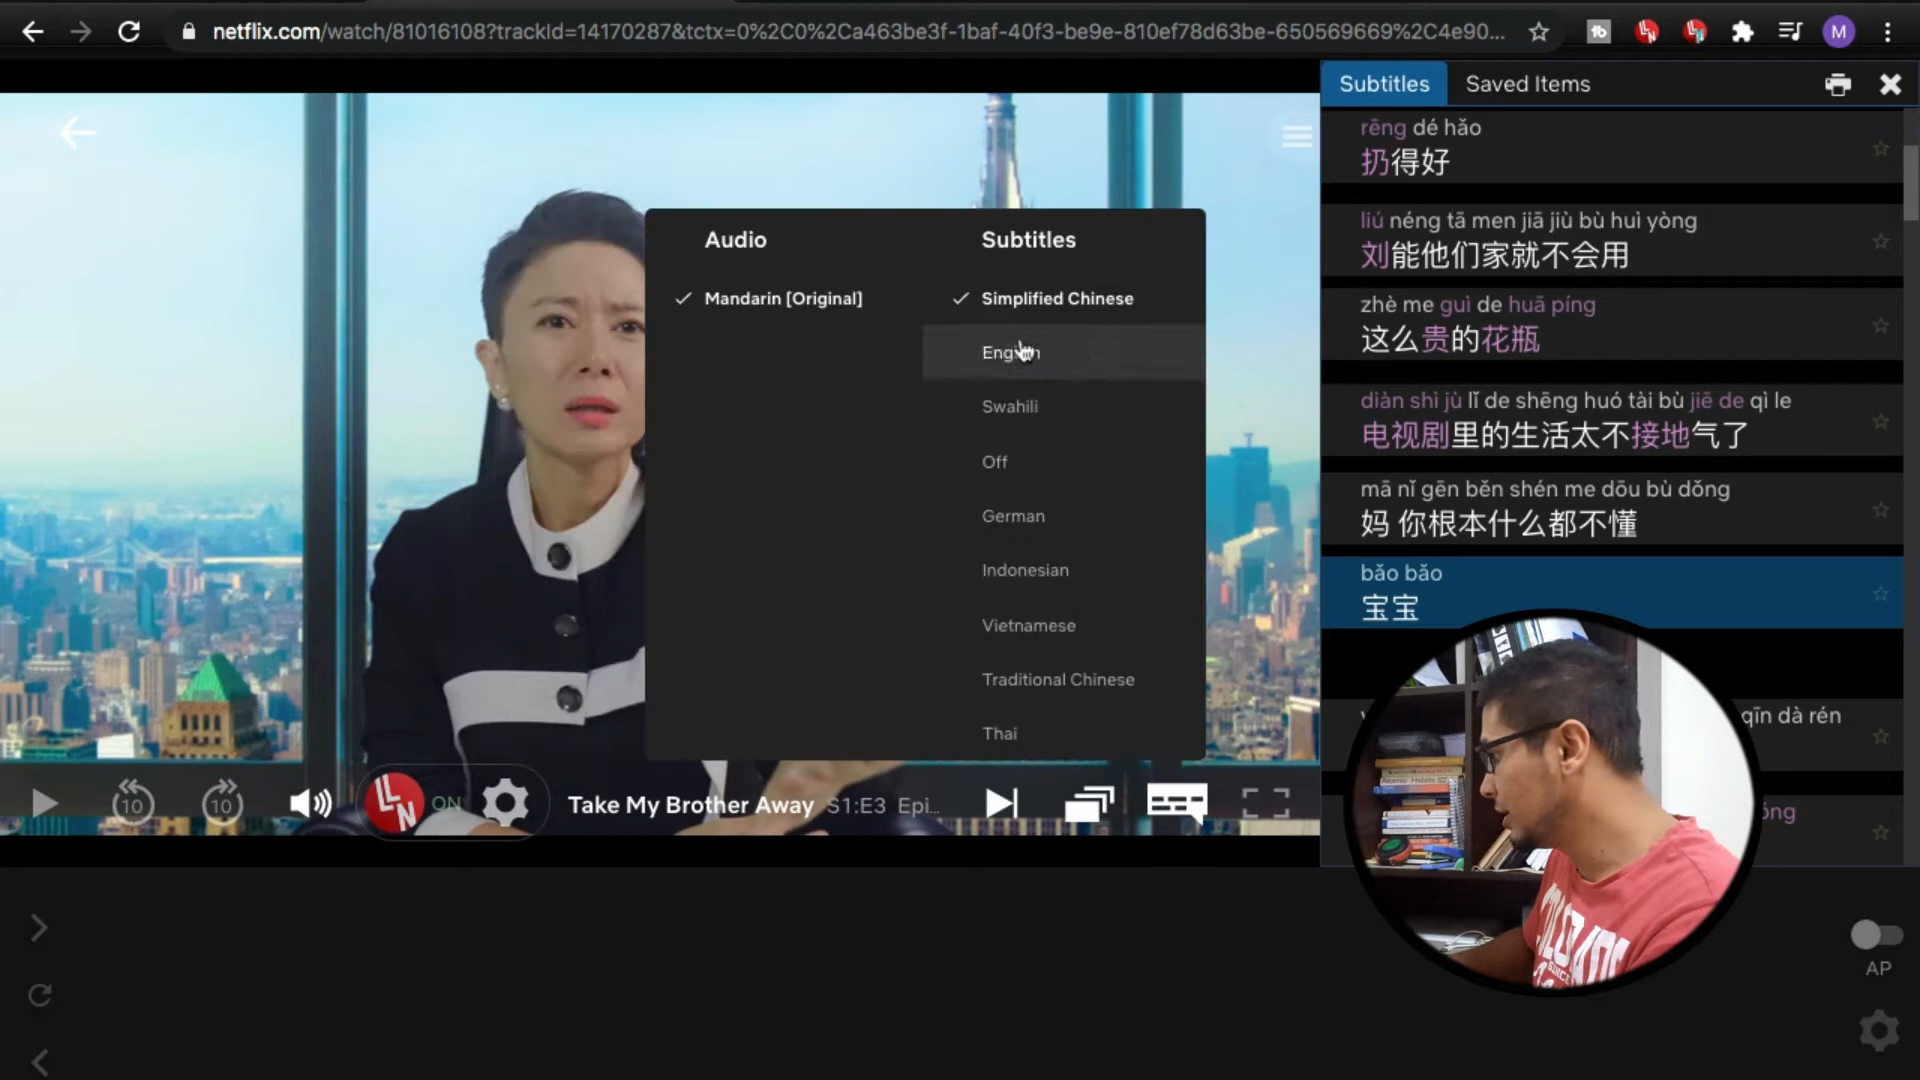 netflix.com/watch/81016108?trackId=14170287&tctx=0%2C0%2Ca463be3f-1baf-40f3-be9e-810ef78d63be-650569669%2C4e90...
M
Subtitles
Saved Items
rēng dé hǎo
扔得好
liú néng tā men jiā jiù bù huì yòng
刘能他们家就不会用
zhè me guì de huā píng
这么贵的花瓶
diàn shì jù lǐ de shēng huó tài bù jiē de qì le
电视剧里的生活太不接地气了
mā nǐ gēn běn shén me dōu bù dǒng
妈 你根本什么都不懂
bǎo bǎo
宝宝
qīn dà rén
Audio
Mandarin [Original]
Subtitles
Simplified Chinese
Swahili
Off
German
Indonesian
Vietnamese
Traditional Chinese
Thai
10
10
LLN
ON
Take My Brother Away S1:E3 Epi...
Atomic Habits
AP